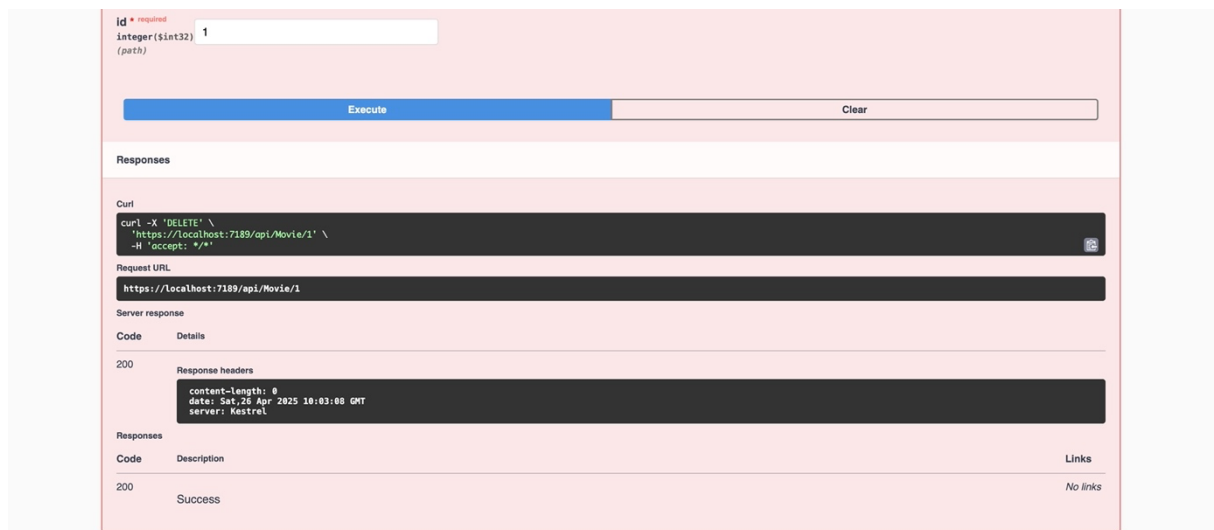 id * required
integer($int32)
(path)
1
Execute
Clear
Responses
Curl
curl -X 'DELETE' \
'https://localhost:7189/api/Movie/1' \
-H 'accept: */*'
Request URL
https://localhost:7189/api/Movie/1
Server response
Code Details
200
Response headers
content-length: 0
date: Sat,26 Apr 2025 10:03:08 GMT
server: Kestrel
Responses
Code Description Links
200 No links
Success